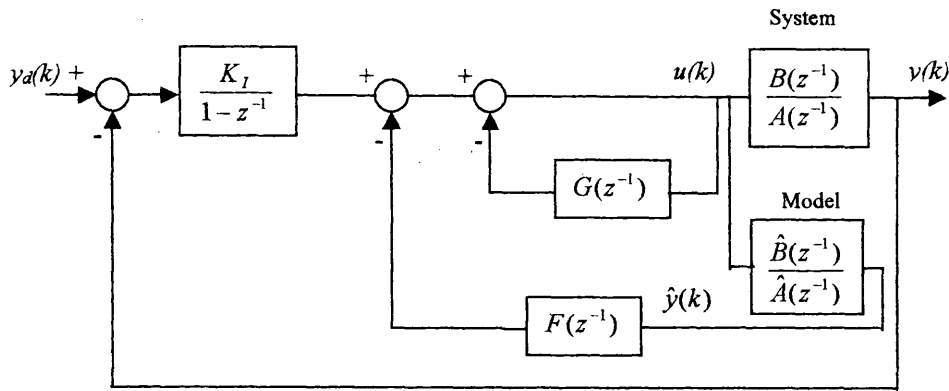 System
y_d(k) +
-
K_I
1 - z^{-1}
+
-
+
-
u(k)
B(z^{-1})
A(z^{-1})
y(k)
G(z^{-1})
Model
B̂(z^{-1})
Â(z^{-1})
F(z^{-1})
ŷ(k)